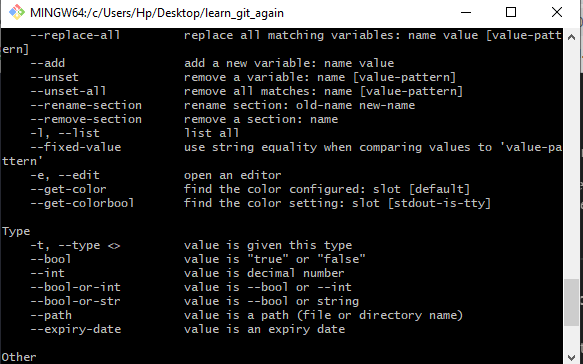 MINGW64:/c/Users/Hp/Desktop/learn_git_again
--replace-all replace all matching variables: name value [value-patt
ern]
--add add a new variable: name value
--unset remove a variable: name [value-pattern]
--unset-all remove all matches: name [value-pattern]
--rename-section rename section: old-name new-name
--remove-section remove a section: name
-l, --list list all
--fixed-value use string equality when comparing values to 'value-pa
ttern'
-e, --edit open an editor
--get-color find the color configured: slot [default]
--get-colorbool find the color setting: slot [stdout-is-tty]
Type
-t, --type <> value is given this type
--bool value is "true" or "false"
--int value is decimal number
--bool-or-int value is --bool or --int
--bool-or-str value is --bool or string
--path value is a path (file or directory name)
--expiry-date value is an expiry date
Other